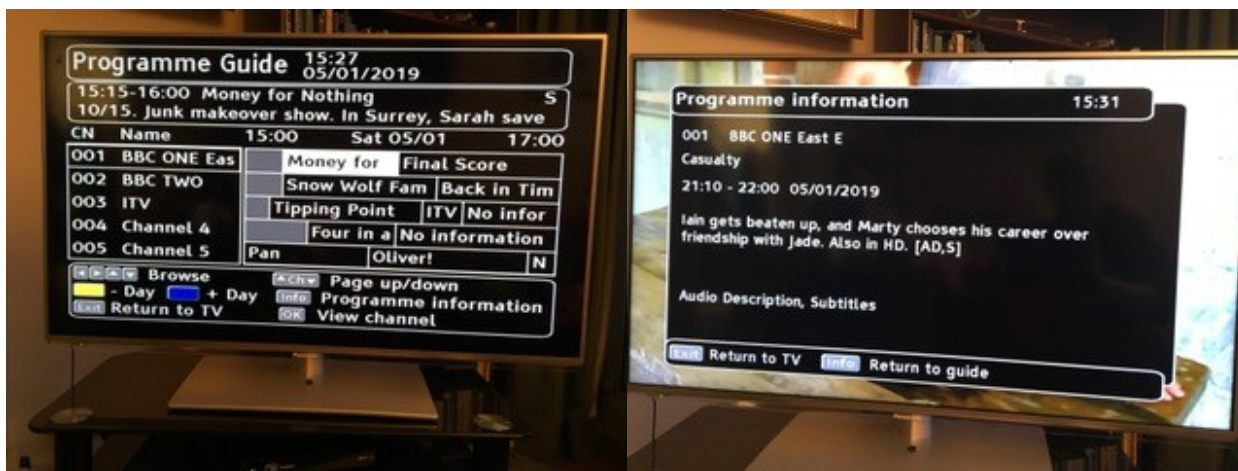 Programme Guide 15:27
05/01/2019
15:15-16:00 Money for Nothing S
10/15. Junk makeover show. In Surrey, Sarah save
CN Name 15:00 Sat 05/01 17:00
001 BBC ONE Eas Money for Final Score
002 BBC TWO Snow Wolf Fam Back in Tim
003 ITV Tipping Point ITV No infor
004 Channel 4 Four in a No information
005 Channel 5 Pan Oliver! N
Browse Ch Page up/down
- Day + Day Info Programme information
Exit Return to TV OK View channel
Programme information 15:31
001 BBC ONE East E
Casualty
21:10 - 22:00 05/01/2019
Iain gets beaten up, and Marty chooses his career over
friendship with Jade. Also in HD. [AD,S]
Audio Description, Subtitles
Exit Return to TV Info Return to guide
Panasonic